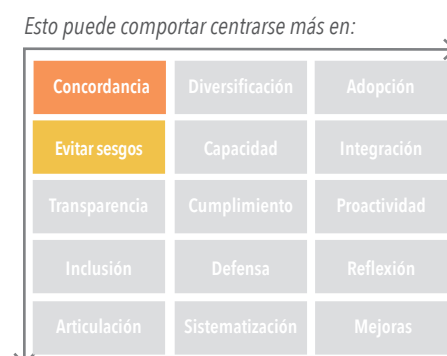 Esto puede comportar centrarse más en:
Concordancia Diversificación Adopción
Evitar sesgos Capacidad Integración
Transparencia Cumplimiento Proactividad
Inclusión Defensa Reflexión
Articulación Sistematización Mejoras